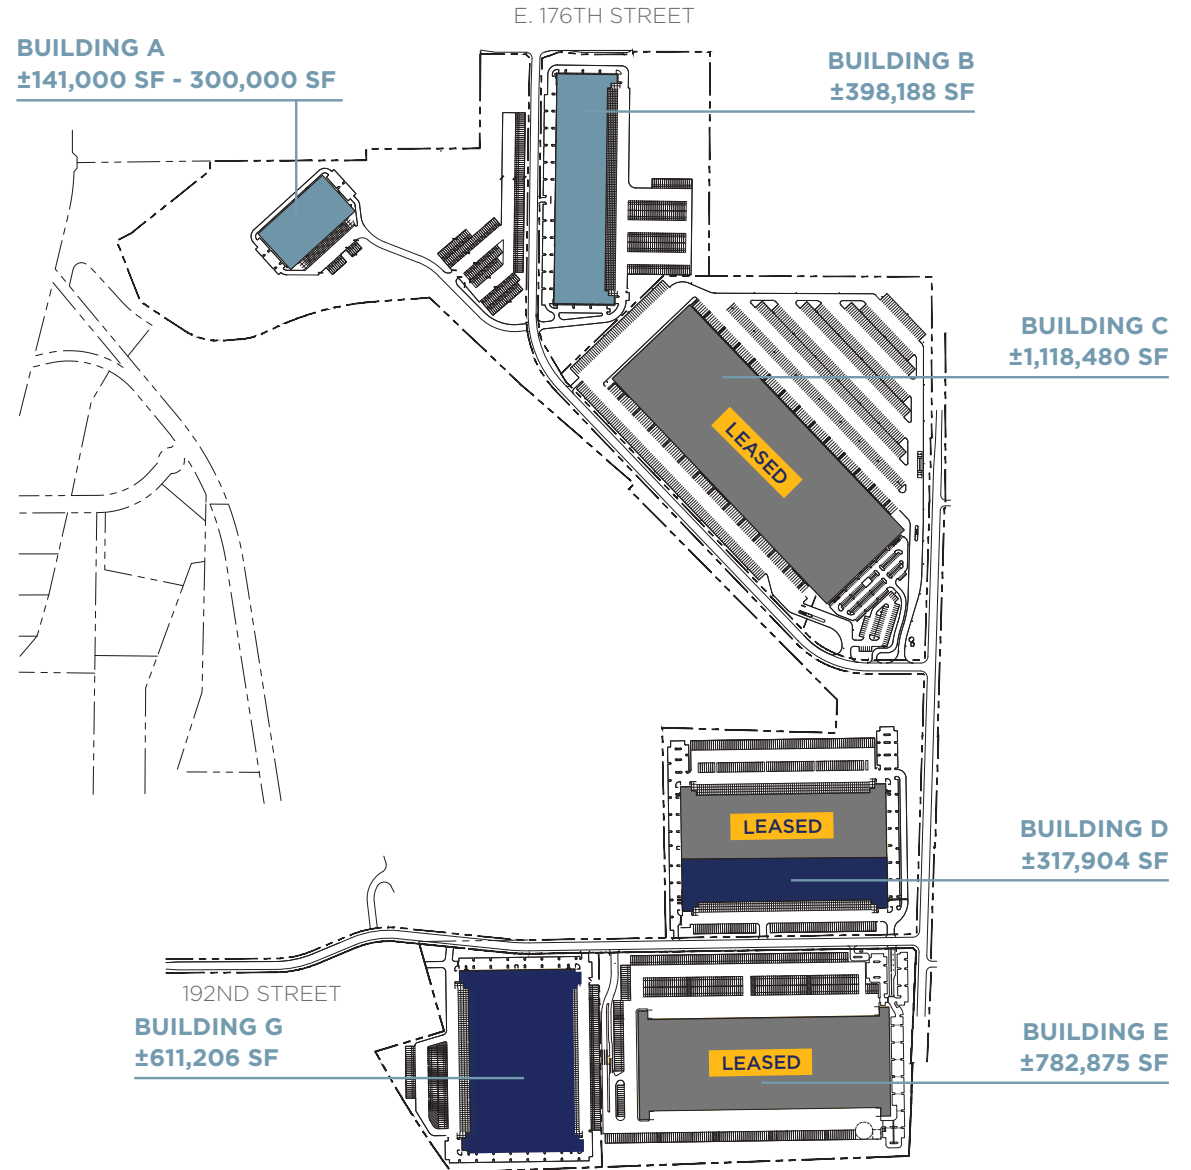 E. 176TH STREET
BUILDING A
±141,000 SF - 300,000 SF
BUILDING B
±398,188 SF
BUILDING C
±1,118,480 SF
LEASED
LEASED
BUILDING D
±317,904 SF
192ND STREET
BUILDING G
±611,206 SF
LEASED
BUILDING E
±782,875 SF